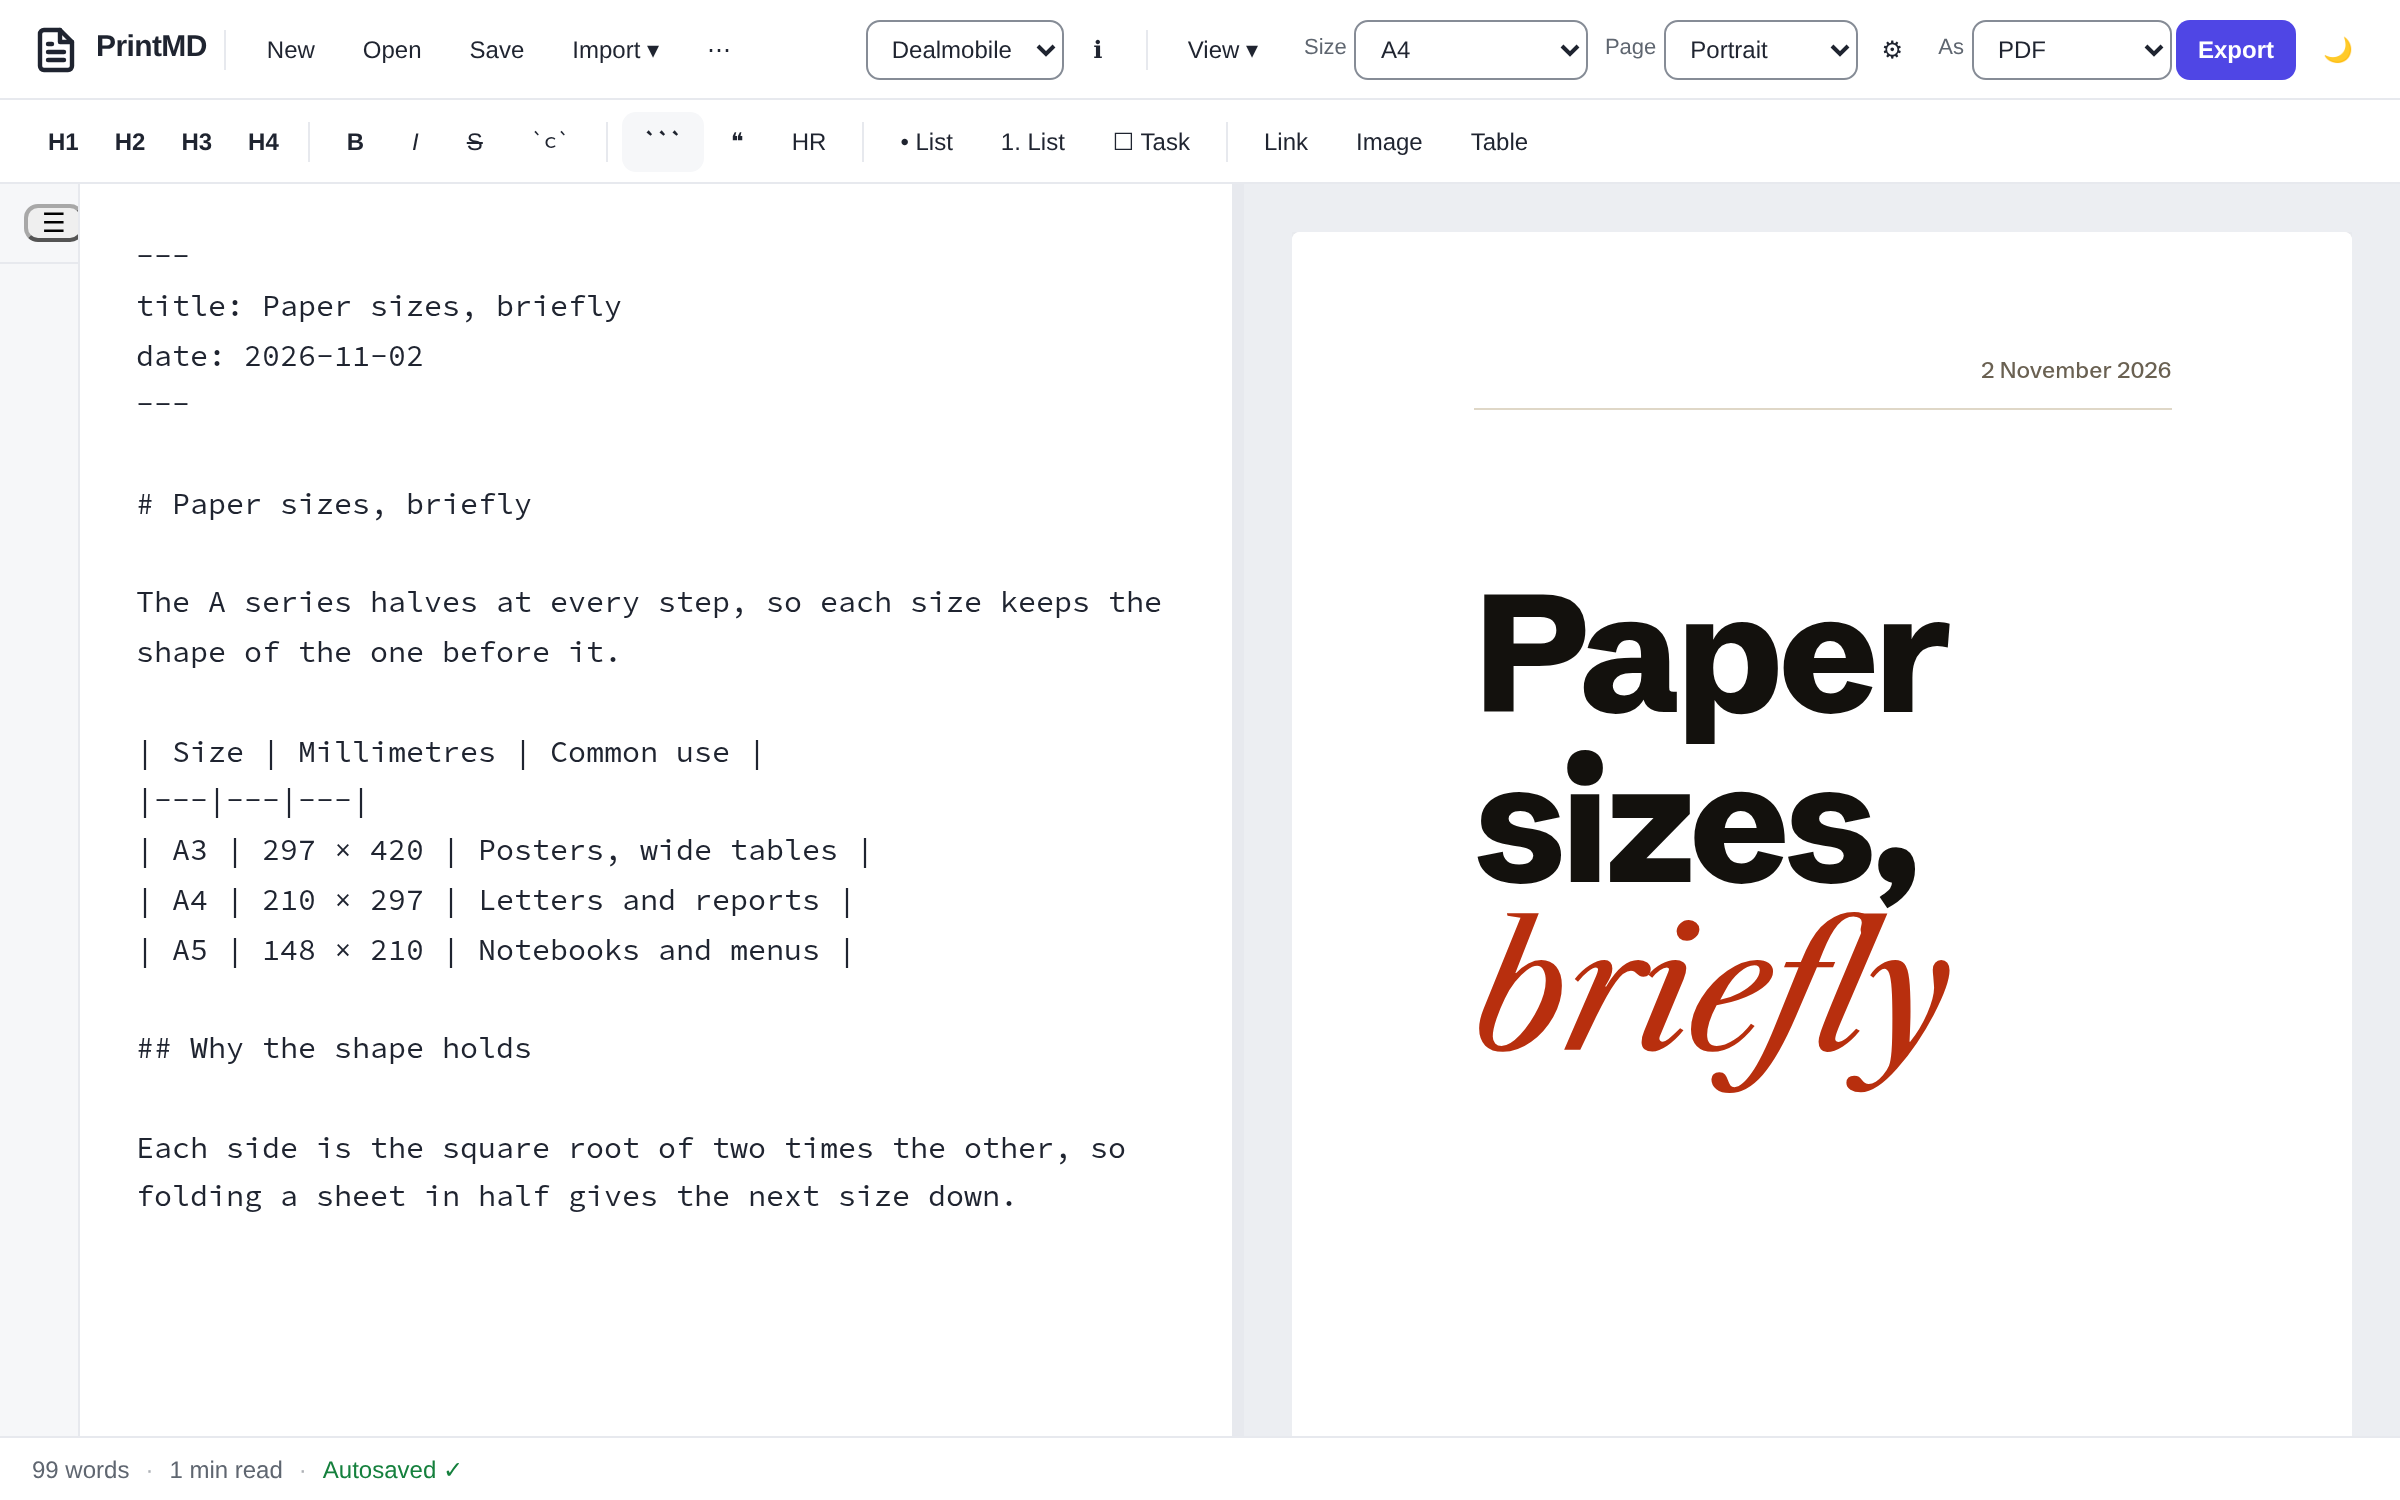 PrintMD New Open Save Import ▾ ⋯ Dealmobile ℹ View ▾ Size A4 Page Portrait ⚙ As PDF Export 🌙
H1 H2 H3 H4 B I S `c` ``` ❝ HR • List 1. List ☐ Task Link Image Table
☰
---
title: Paper sizes, briefly
date: 2026-11-02
---
# Paper sizes, briefly
The A series halves at every step, so each size keeps the
shape of the one before it.
| Size | Millimetres | Common use |
|---|---|---|
| A3 | 297 × 420 | Posters, wide tables |
| A4 | 210 × 297 | Letters and reports |
| A5 | 148 × 210 | Notebooks and menus |
## Why the shape holds
Each side is the square root of two times the other, so
folding a sheet in half gives the next size down.
2 November 2026
Paper
sizes,
briefly
99 words · 1 min read · Autosaved ✓